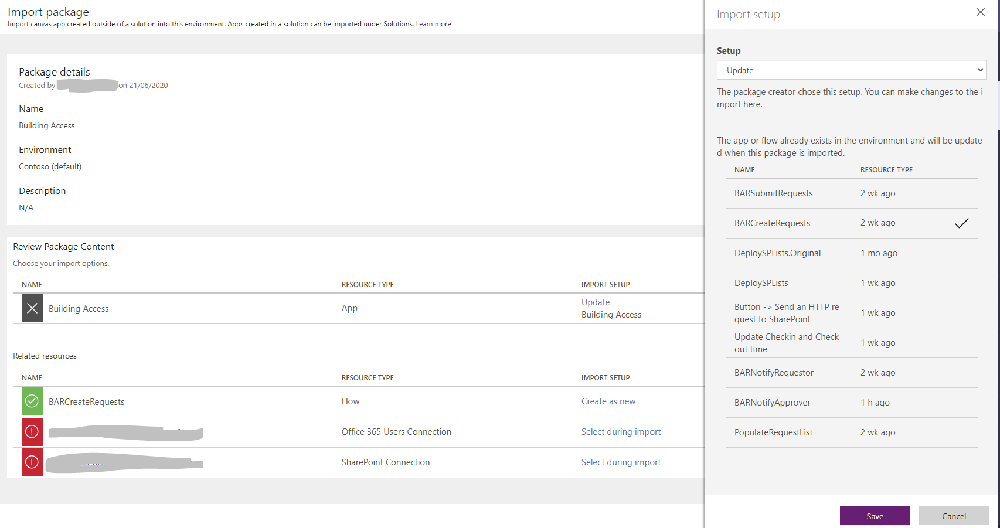 Import package
Import canvas app created outside of a solution into this environment. Apps created in a solution can be imported under Solutions. Learn more
Package details
Created by on 21/06/2020
Name
Building Access
Environment
Contoso (default)
Description
N/A
Review Package Content
Choose your import options.
NAME RESOURCE TYPE IMPORT SETUP
Building Access App Update
Building Access
Related resources
NAME RESOURCE TYPE IMPORT SETUP
BARCreateRequests Flow Create as new
Office 365 Users Connection Select during import
SharePoint Connection Select during import
Import setup
Setup
Update
The package creator chose this setup. You can make changes to the i
mport here.
The app or flow already exists in the environment and will be update
d when this package is imported.
NAME RESOURCE TYPE
BARSubmitRequests 2 wk ago
BARCreateRequests 2 wk ago
DeploySPLists.Original 1 mo ago
DeploySPLists 1 wk ago
Button -> Send an HTTP re
quest to SharePoint 1 wk ago
Update Checkin and Check
out time 1 wk ago
BARNotifyRequestor 2 wk ago
BARNotifyApprover 1 h ago
PopulateRequestList 2 wk ago
Save Cancel